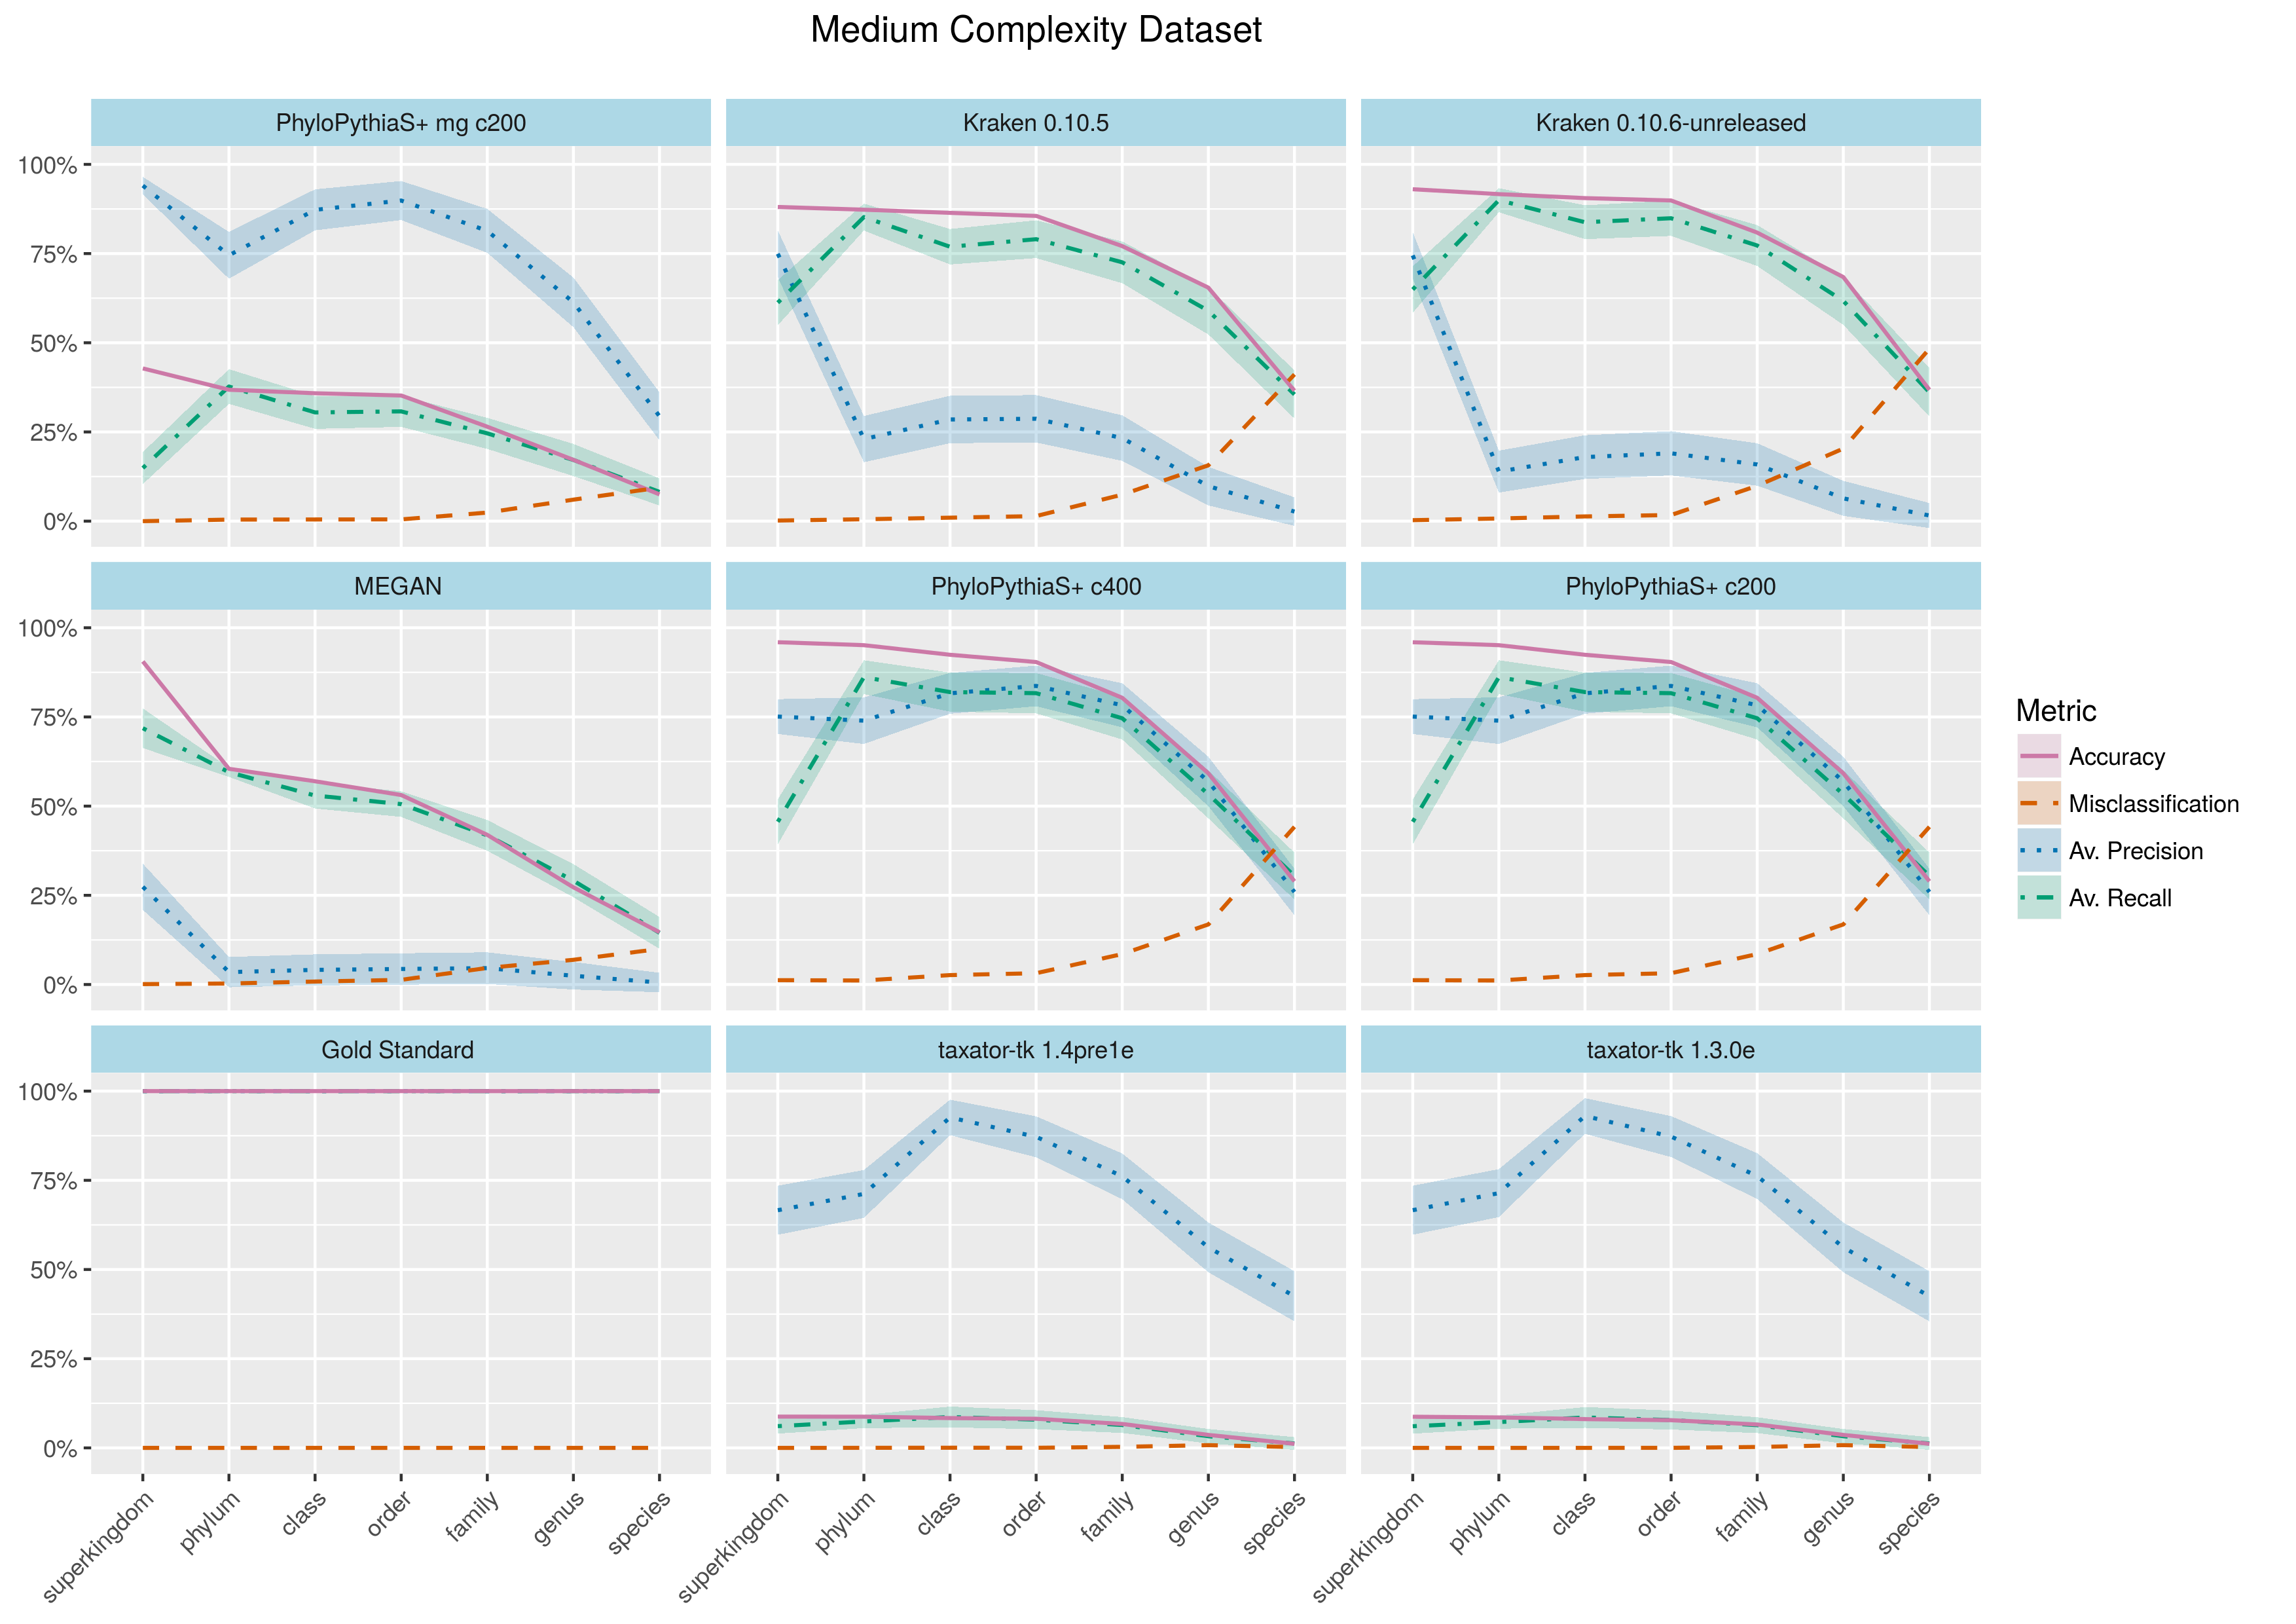 Medium Complexity Dataset
PhyloPythiaS+ mg c200
Kraken 0.10.5
Kraken 0.10.6-unreleased
100%
75%
50%
25%
0%
MEGAN
PhyloPythiaS+ c400
PhyloPythiaS+ c200
100%
75%
50%
25%
0%
Gold Standard
taxator-tk 1.4pre1e
taxator-tk 1.3.0e
100%
75%
50%
25%
0%
superkingdom
phylum
class
order
family
genus
species
superkingdom
phylum
class
order
family
genus
species
superkingdom
phylum
class
order
family
genus
species
Metric
Accuracy
Misclassification
Av. Precision
Av. Recall